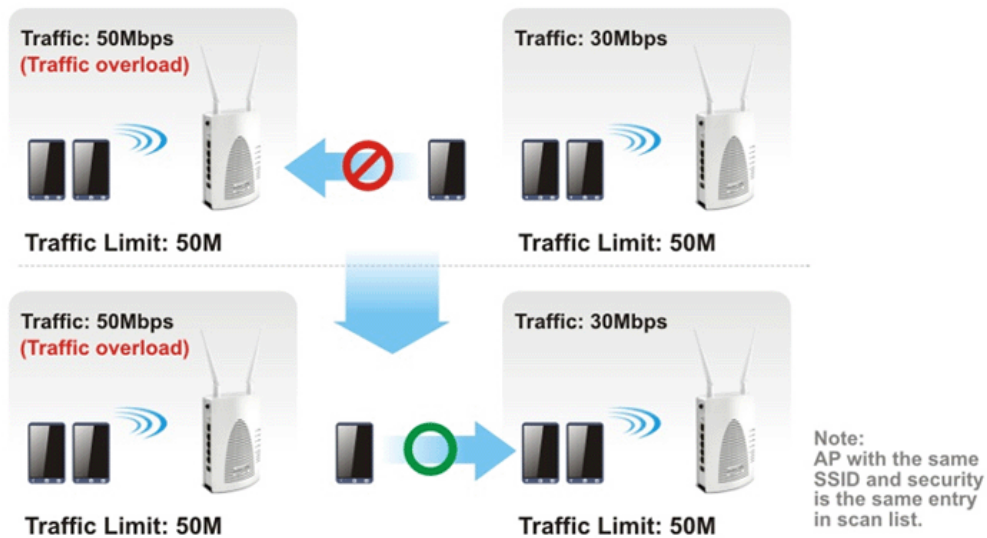 Traffic: 50Mbps
(Traffic overload)
Traffic: 30Mbps
Traffic Limit: 50M
Traffic Limit: 50M
Traffic: 50Mbps
(Traffic overload)
Traffic: 30Mbps
Traffic Limit: 50M
Traffic Limit: 50M
Note:
AP with the same
SSID and security
is the same entry
in scan list.